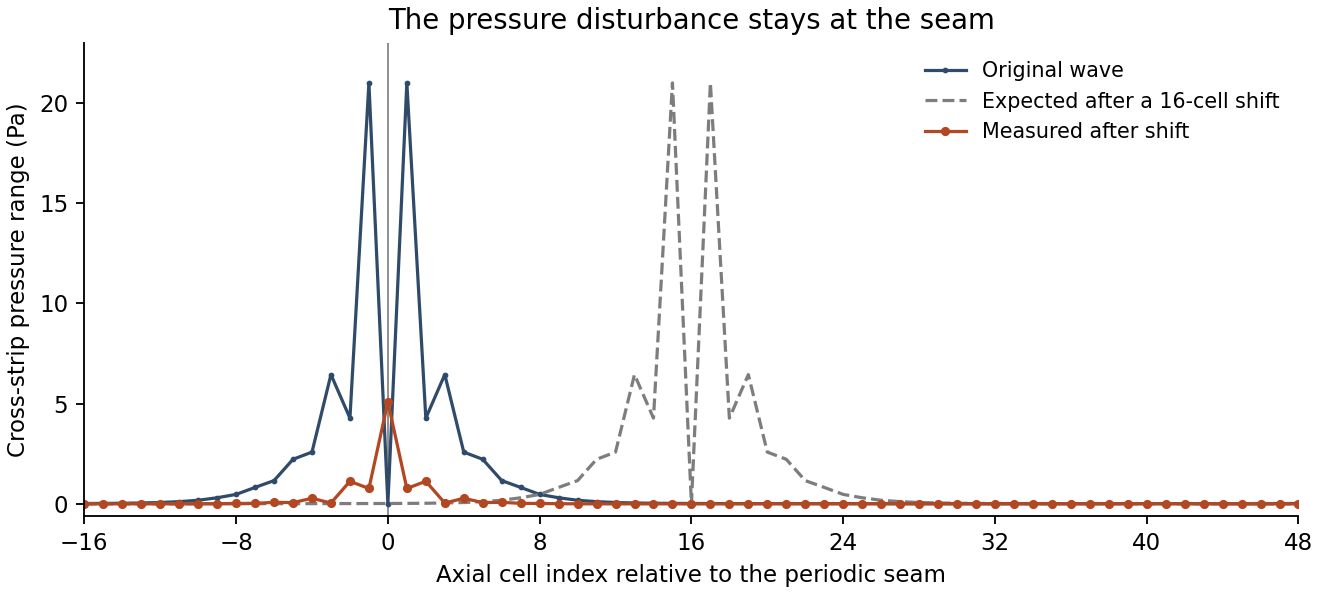 The pressure disturbance stays at the seam
Original wave
Expected after a 16-cell shift
Measured after shift
Cross-strip pressure range (Pa)
20
15
10
5
0
−16 −8 0 8 16 24 32 40 48
Axial cell index relative to the periodic seam